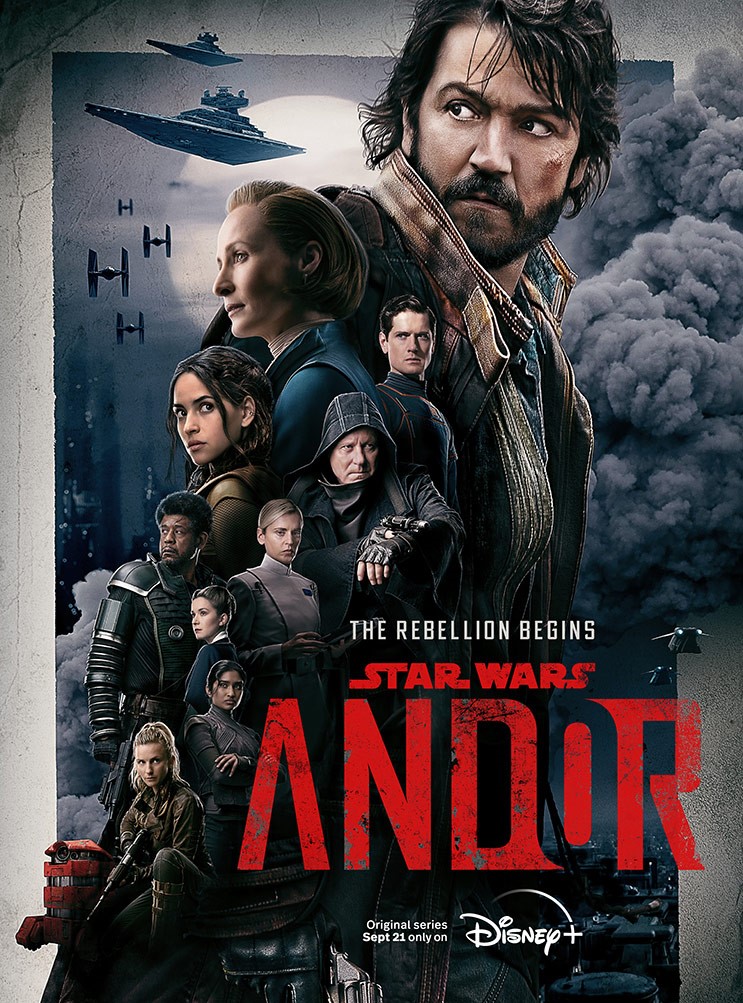 THE REBELLION BEGINS
STAR WARS
ANDOR
Original series
Sept 21 only on
Disney+